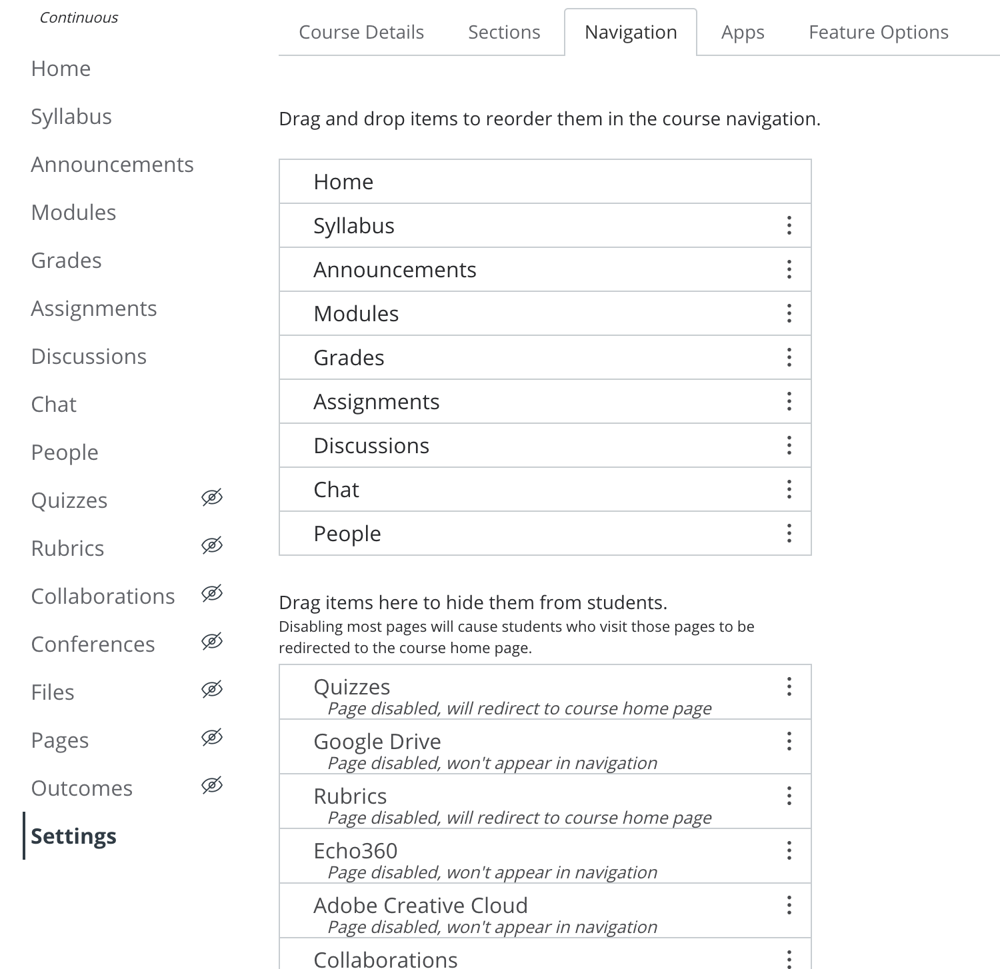 Continuous
Home
Syllabus
Announcements
Modules
Grades
Assignments
Discussions
Chat
People
Quizzes
Rubrics
Collaborations
Conferences
Files
Pages
Outcomes
Settings
Course Details
Sections
Navigation
Apps
Feature Options
Drag and drop items to reorder them in the course navigation.
Home
Syllabus
Announcements
Modules
Grades
Assignments
Discussions
Chat
People
Drag items here to hide them from students.
Disabling most pages will cause students who visit those pages to be
redirected to the course home page.
Quizzes
Page disabled, will redirect to course home page
Google Drive
Page disabled, won't appear in navigation
Rubrics
Page disabled, will redirect to course home page
Echo360
Page disabled, won't appear in navigation
Adobe Creative Cloud
Page disabled, won't appear in navigation
Collaborations